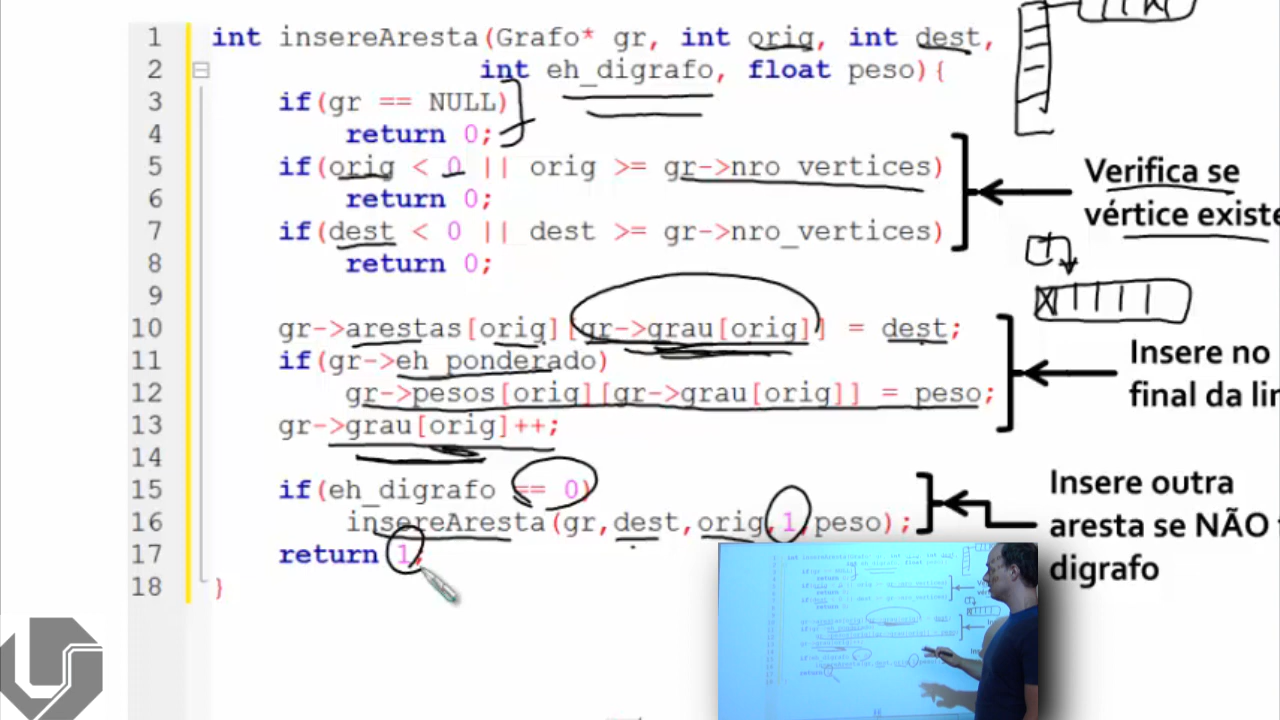 1 int insereAresta(Grafo* gr, int orig, int dest,
2 int eh_digrafo, float peso){
3 if(gr == NULL)
4 return 0;
5 if(orig < 0 || orig >= gr->nro_vertices)
6 return 0;
7 if(dest < 0 || dest >= gr->nro_vertices)
8 return 0;
9
10 gr->arestas[orig][gr->grau[orig]] = dest;
11 if(gr->eh_ponderado)
12 gr->pesos[orig][gr->grau[orig]] = peso;
13 gr->grau[orig]++;
14
15 if(eh_digrafo == 0)
16 insereAresta(gr,dest,orig,1,peso);
17 return 1;
18 }
Verifica se
vértice existe
Insere no
final da
Insere outra
aresta se NÃO
digrafo